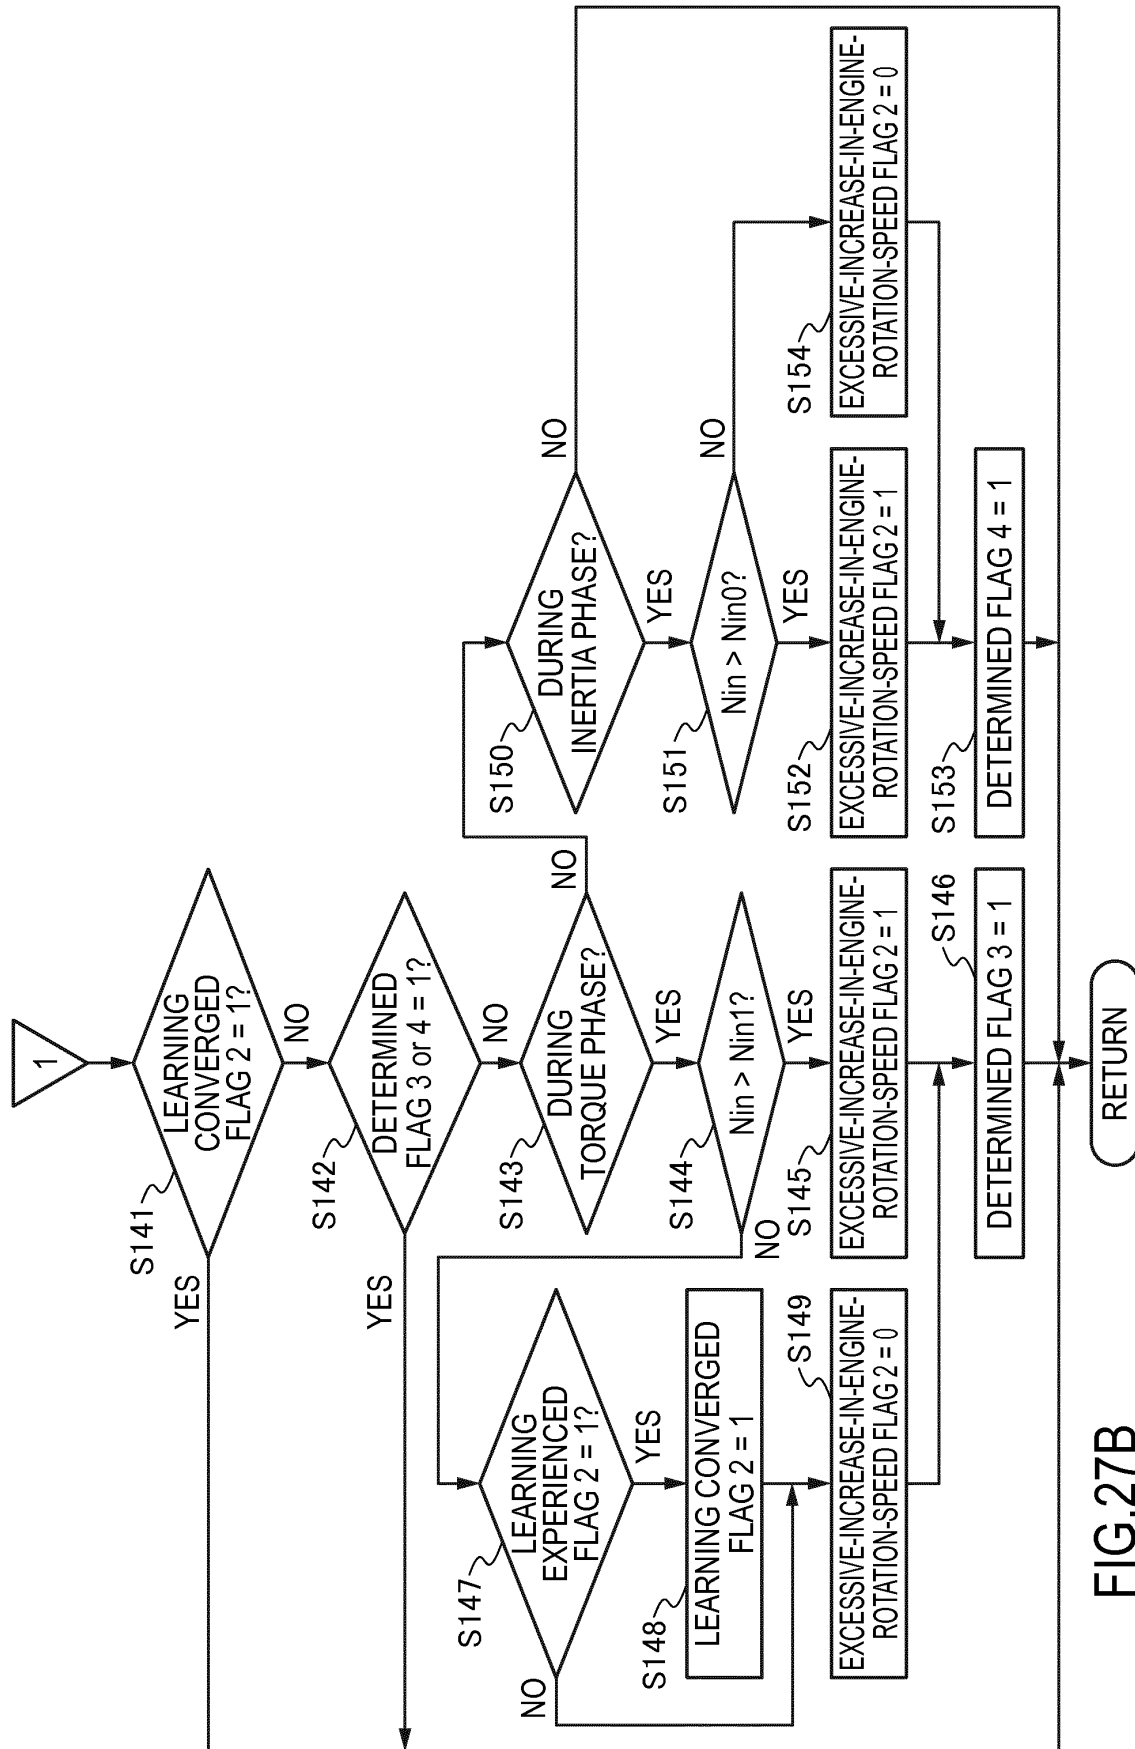 1
S141
LEARNING
CONVERGED
FLAG 2 = 1?
YES
NO
S142
DETERMINED
FLAG 3 or 4 = 1?
YES
NO
S143
DURING
TORQUE PHASE?
NO
YES
S144
Nin > Nin1?
NO
YES
S145
EXCESSIVE-INCREASE-IN-ENGINE-
ROTATION-SPEED FLAG 2 = 1
S146
DETERMINED FLAG 3 = 1
S147
LEARNING
EXPERIENCED
FLAG 2 = 1?
NO
YES
S148
LEARNING CONVERGED
FLAG 2 = 1
S149
EXCESSIVE-INCREASE-IN-ENGINE-
ROTATION-SPEED FLAG 2 = 0
S150
DURING
INERTIA PHASE?
NO
YES
S151
Nin > Nin0?
NO
YES
S152
EXCESSIVE-INCREASE-IN-ENGINE-
ROTATION-SPEED FLAG 2 = 1
S153
DETERMINED FLAG 4 = 1
S154
EXCESSIVE-INCREASE-IN-ENGINE-
ROTATION-SPEED FLAG 2 = 0
RETURN
FIG.27B